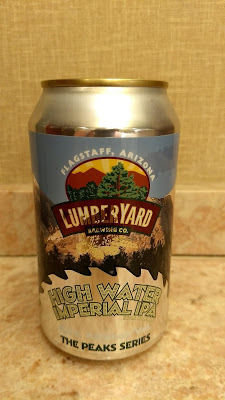 FLAGSTAFF, ARIZONA
LUMBERYARD
BREWING CO.
HIGH WATER
IMPERIAL IPA
THE PEAKS SERIES